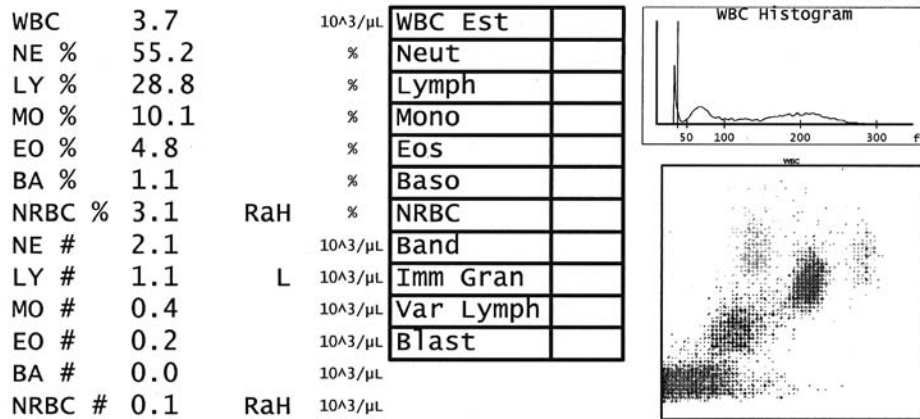 WBC 3.7 10^3/μL
NE % 55.2 %
LY % 28.8 %
MO % 10.1 %
EO % 4.8 %
BA % 1.1 %
NRBC % 3.1 RaH %
NE # 2.1 10^3/μL
LY # 1.1 L 10^3/μL
MO # 0.4 10^3/μL
EO # 0.2 10^3/μL
BA # 0.0 10^3/μL
NRBC # 0.1 RaH 10^3/μL
WBC Est
Neut
Lymph
Mono
Eos
Baso
NRBC
Band
Imm Gran
Var Lymph
Blast
WBC Histogram
50 100 200 300 f
WBC